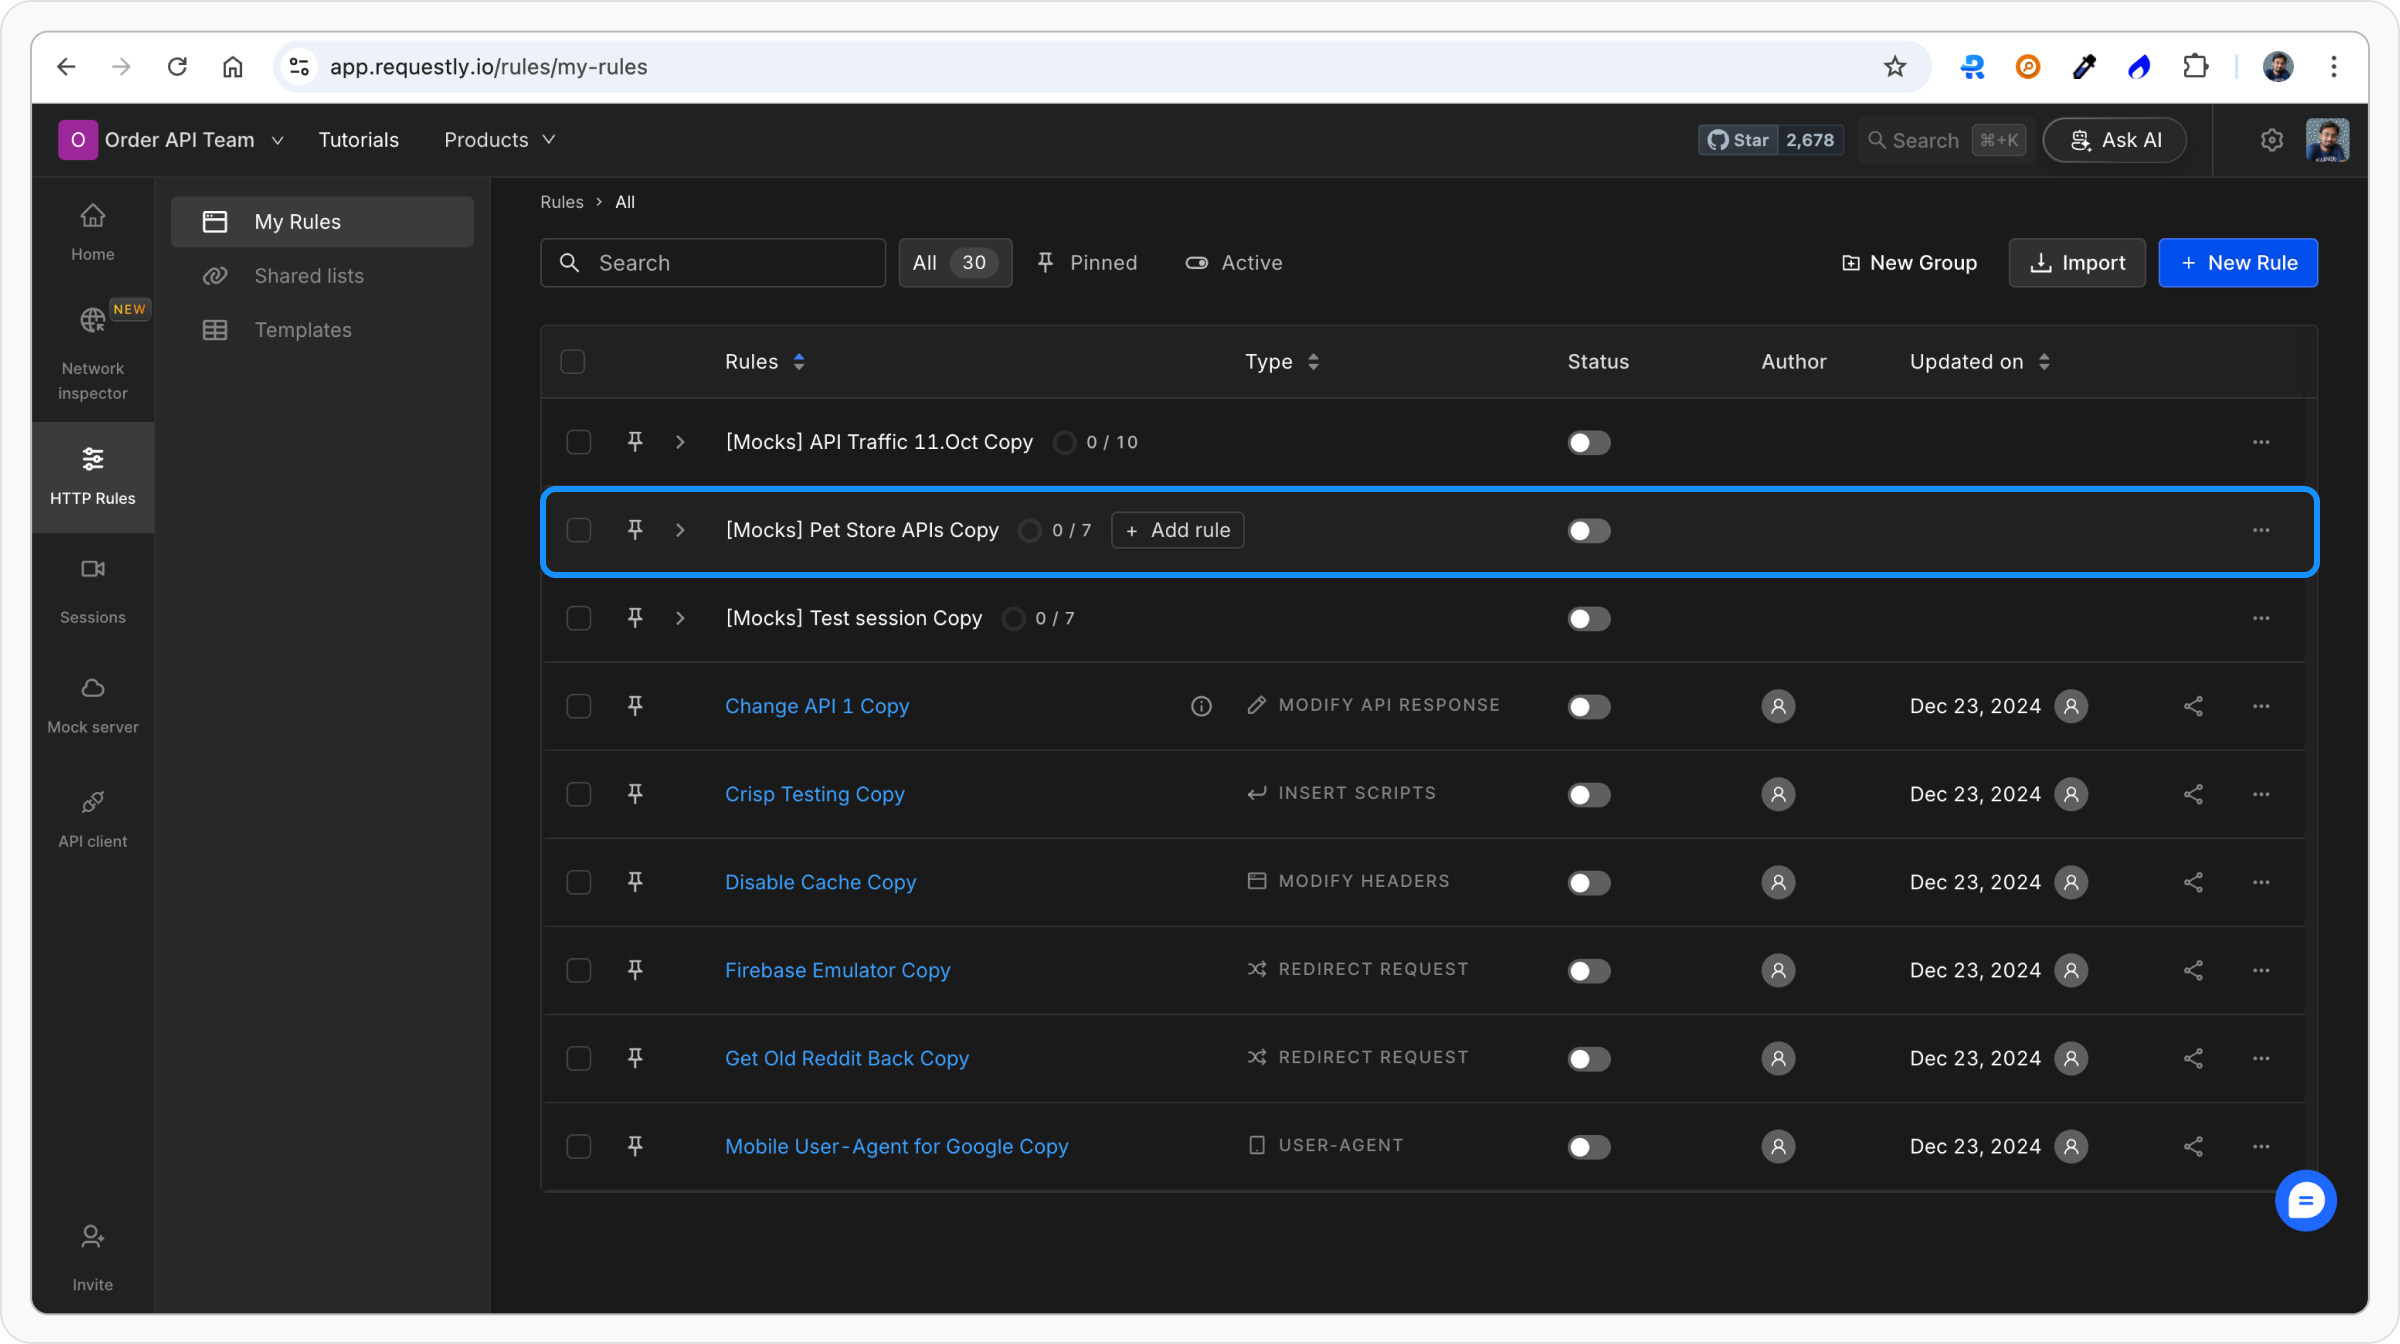 app.requestly.io/rules/my-rules
O Order API Team Tutorials Products Star 2,678 Search ⌘+K Ask AI
Home
NEW
Network
inspector
HTTP Rules
Sessions
Mock server
API client
Invite
My Rules
Shared lists
Templates
Rules > All
Search All 30 Pinned Active New Group Import + New Rule
Rules Type Status Author Updated on
[Mocks] API Traffic 11.Oct Copy 0 / 10
[Mocks] Pet Store APIs Copy 0 / 7 + Add rule
[Mocks] Test session Copy 0 / 7
Change API 1 Copy MODIFY API RESPONSE Dec 23, 2024
Crisp Testing Copy INSERT SCRIPTS Dec 23, 2024
Disable Cache Copy MODIFY HEADERS Dec 23, 2024
Firebase Emulator Copy REDIRECT REQUEST Dec 23, 2024
Get Old Reddit Back Copy REDIRECT REQUEST Dec 23, 2024
Mobile User-Agent for Google Copy USER-AGENT Dec 23, 2024